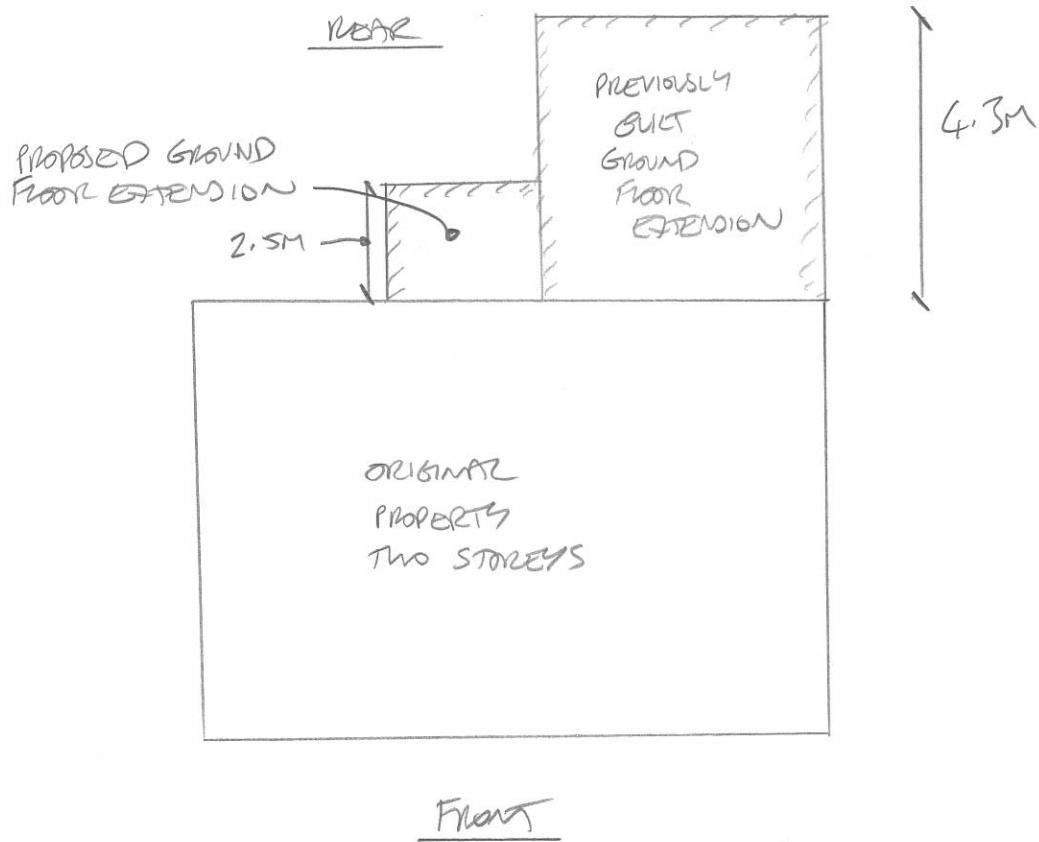 REAR
PREVIOUSLY
BUILT
GROUND
FLOOR
EXTENSION
4.3M
PROPOSED GROUND
FLOOR EXTENSION
2.5M
ORIGINAL
PROPERTY
TWO STOREYS
FRONT